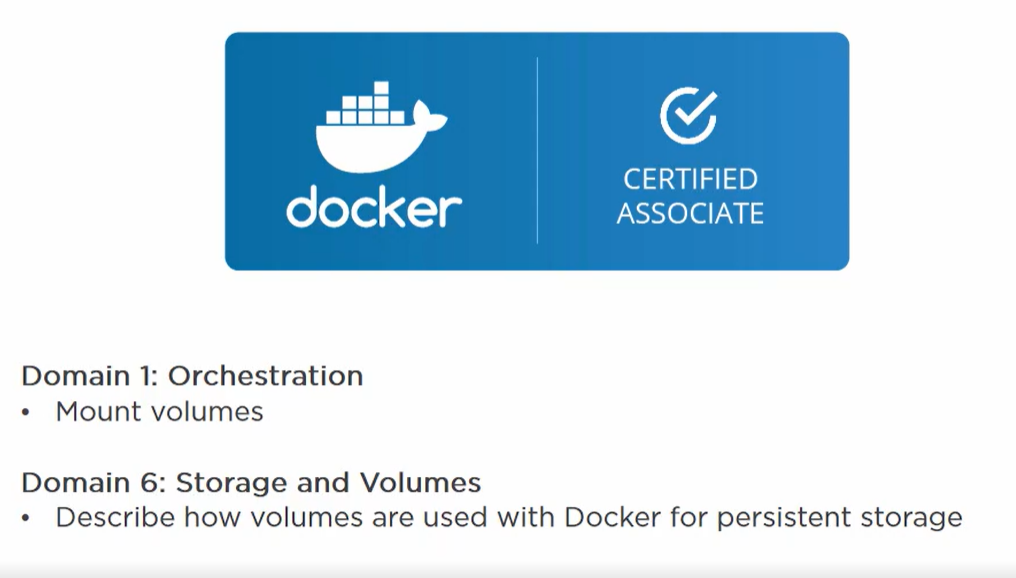 docker
CERTIFIED
ASSOCIATE
Domain 1: Orchestration
• Mount volumes
Domain 6: Storage and Volumes
• Describe how volumes are used with Docker for persistent storage